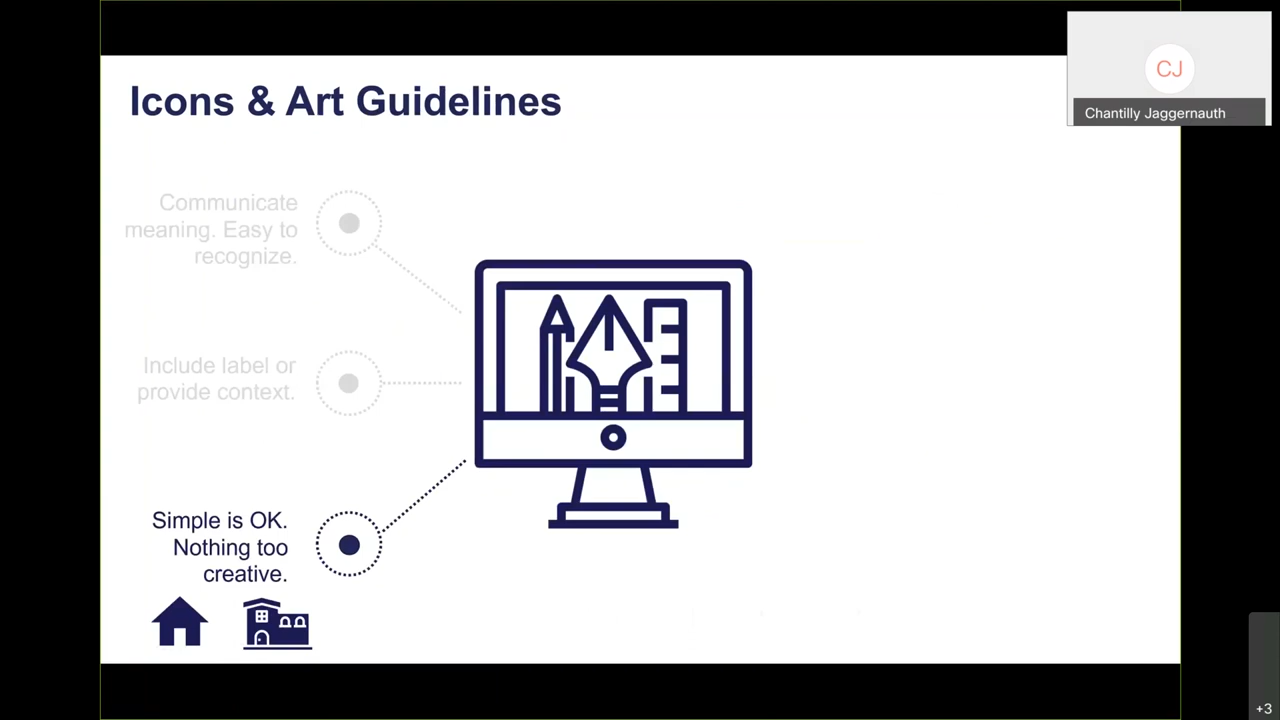 Icons & Art Guidelines
CJ
Chantilly Jaggernauth
Communicate
meaning. Easy to
recognize.
Include label or
provide context.
Simple is OK.
Nothing too
creative.
+3